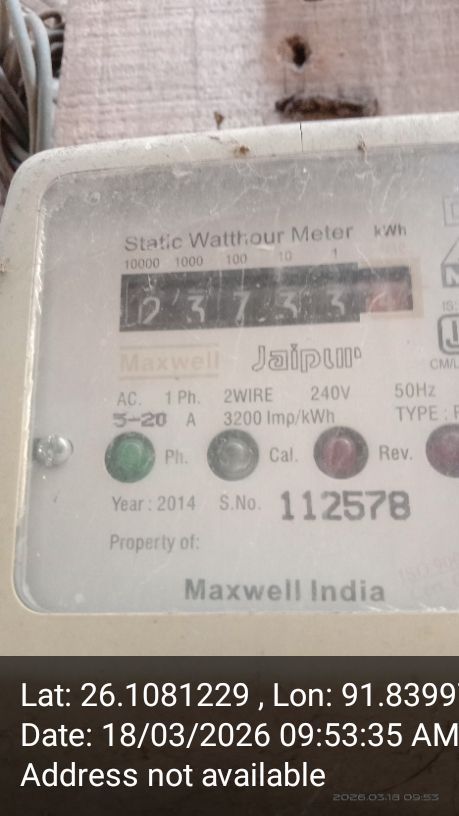 Static Watthour Meter kWh
10000 1000 100 10 1
2 3 7 3 3
Maxwell Jaipur
AC. 1 Ph. 2WIRE 240V 50Hz
5-20 A 3200 Imp/kWh TYPE :
Ph. Cal. Rev.
Year : 2014 S.No. 112578
Property of:
Maxwell India
Lat: 26.1081229 , Lon: 91.8399
Date: 18/03/2026 09:53:35 AM
Address not available
2026.03.18 09:53